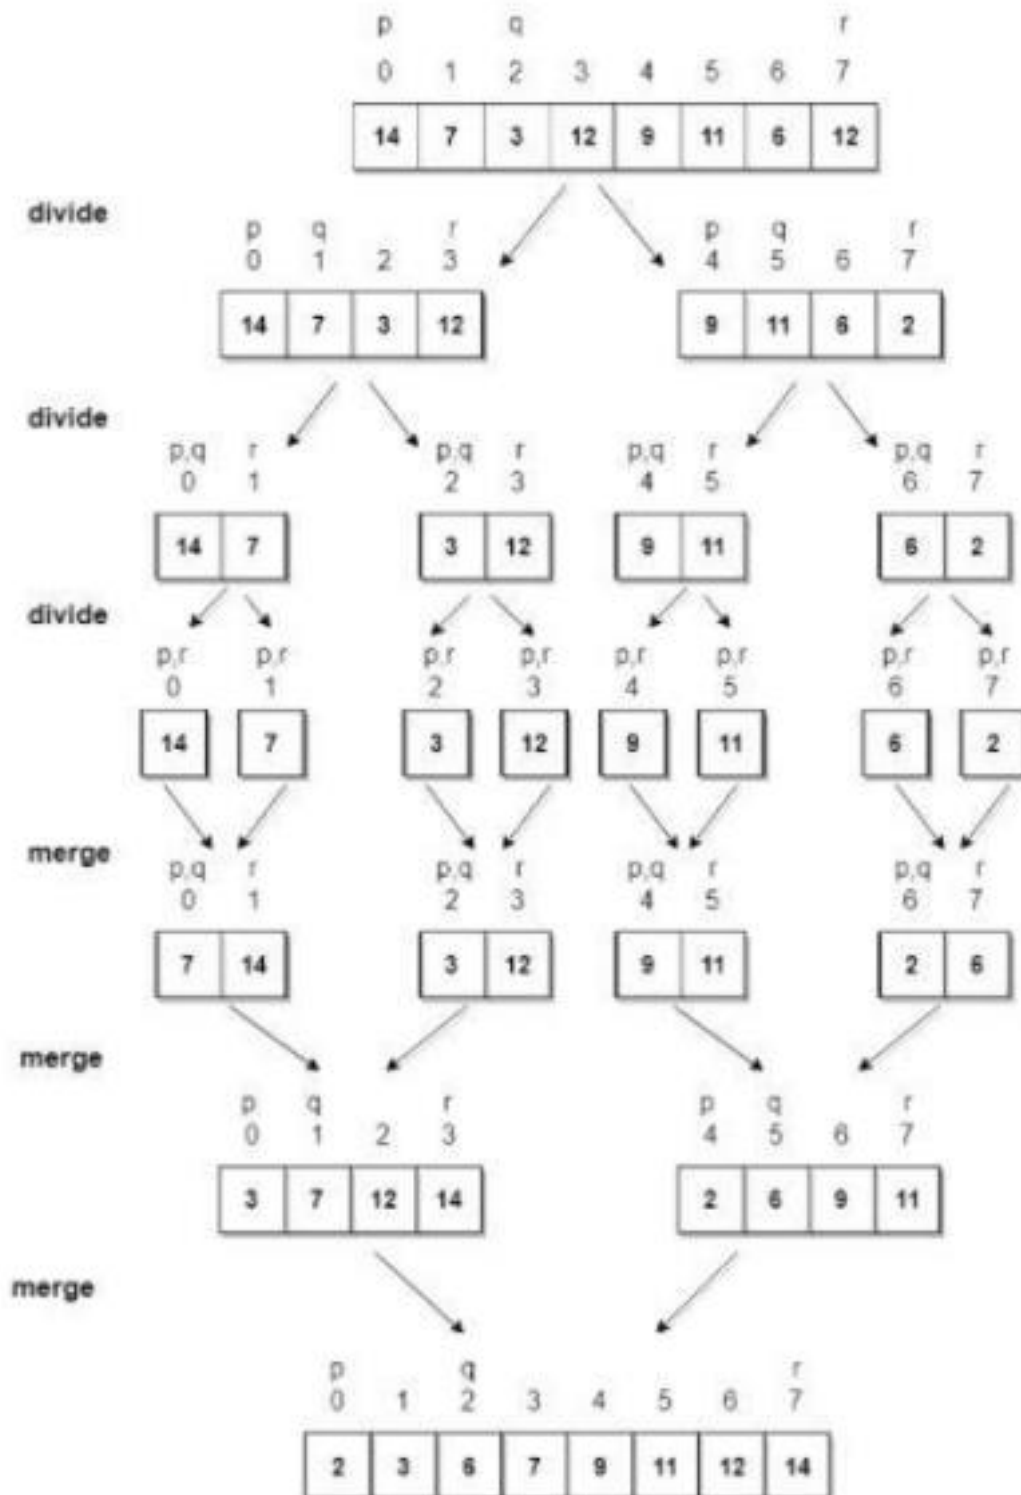 p q r
0 1 2 3 4 5 6 7
14 7 3 12 9 11 6 12
divide
p q r p q r
0 1 2 3 4 5 6 7
14 7 3 12 9 11 6 2
divide
p,q r p,q r p,q r p,q r
0 1 2 3 4 5 6 7
14 7 3 12 9 11 6 2
divide
p,r p,r p,r p,r p,r p,r p,r p,r
0 1 2 3 4 5 6 7
14 7 3 12 9 11 6 2
merge
p,q r p,q r p,q r p,q r
0 1 2 3 4 5 6 7
7 14 3 12 9 11 2 6
merge
p q r p q r
0 1 2 3 4 5 6 7
3 7 12 14 2 6 9 11
merge
p q r
0 1 2 3 4 5 6 7
2 3 6 7 9 11 12 14